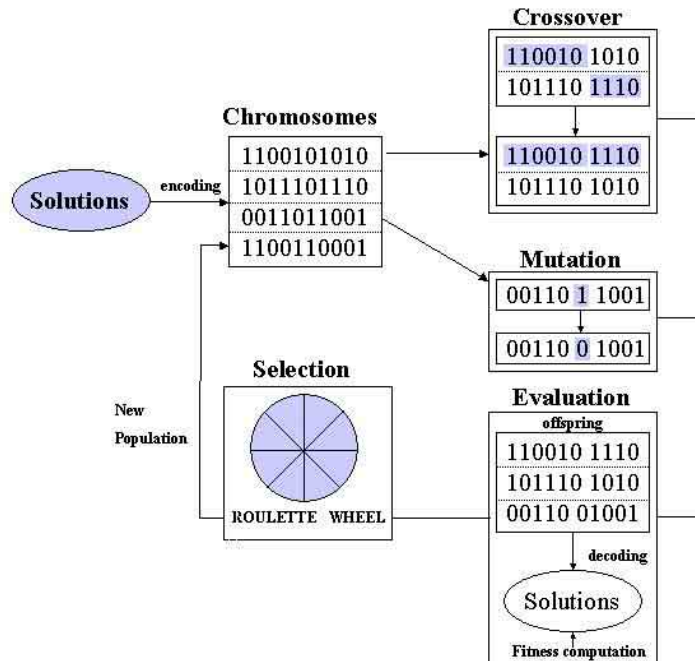 Crossover
110010 1010
101110 1110
110010 1110
101110 1010
Chromosomes
1100101010
1011101110
0011011001
1100110001
Solutions
encoding
Mutation
00110 1 1001
00110 0 1001
Selection
ROULETTE WHEEL
New
Population
Evaluation
offspring
110010 1110
101110 1010
00110 01001
decoding
Solutions
Fitness computation